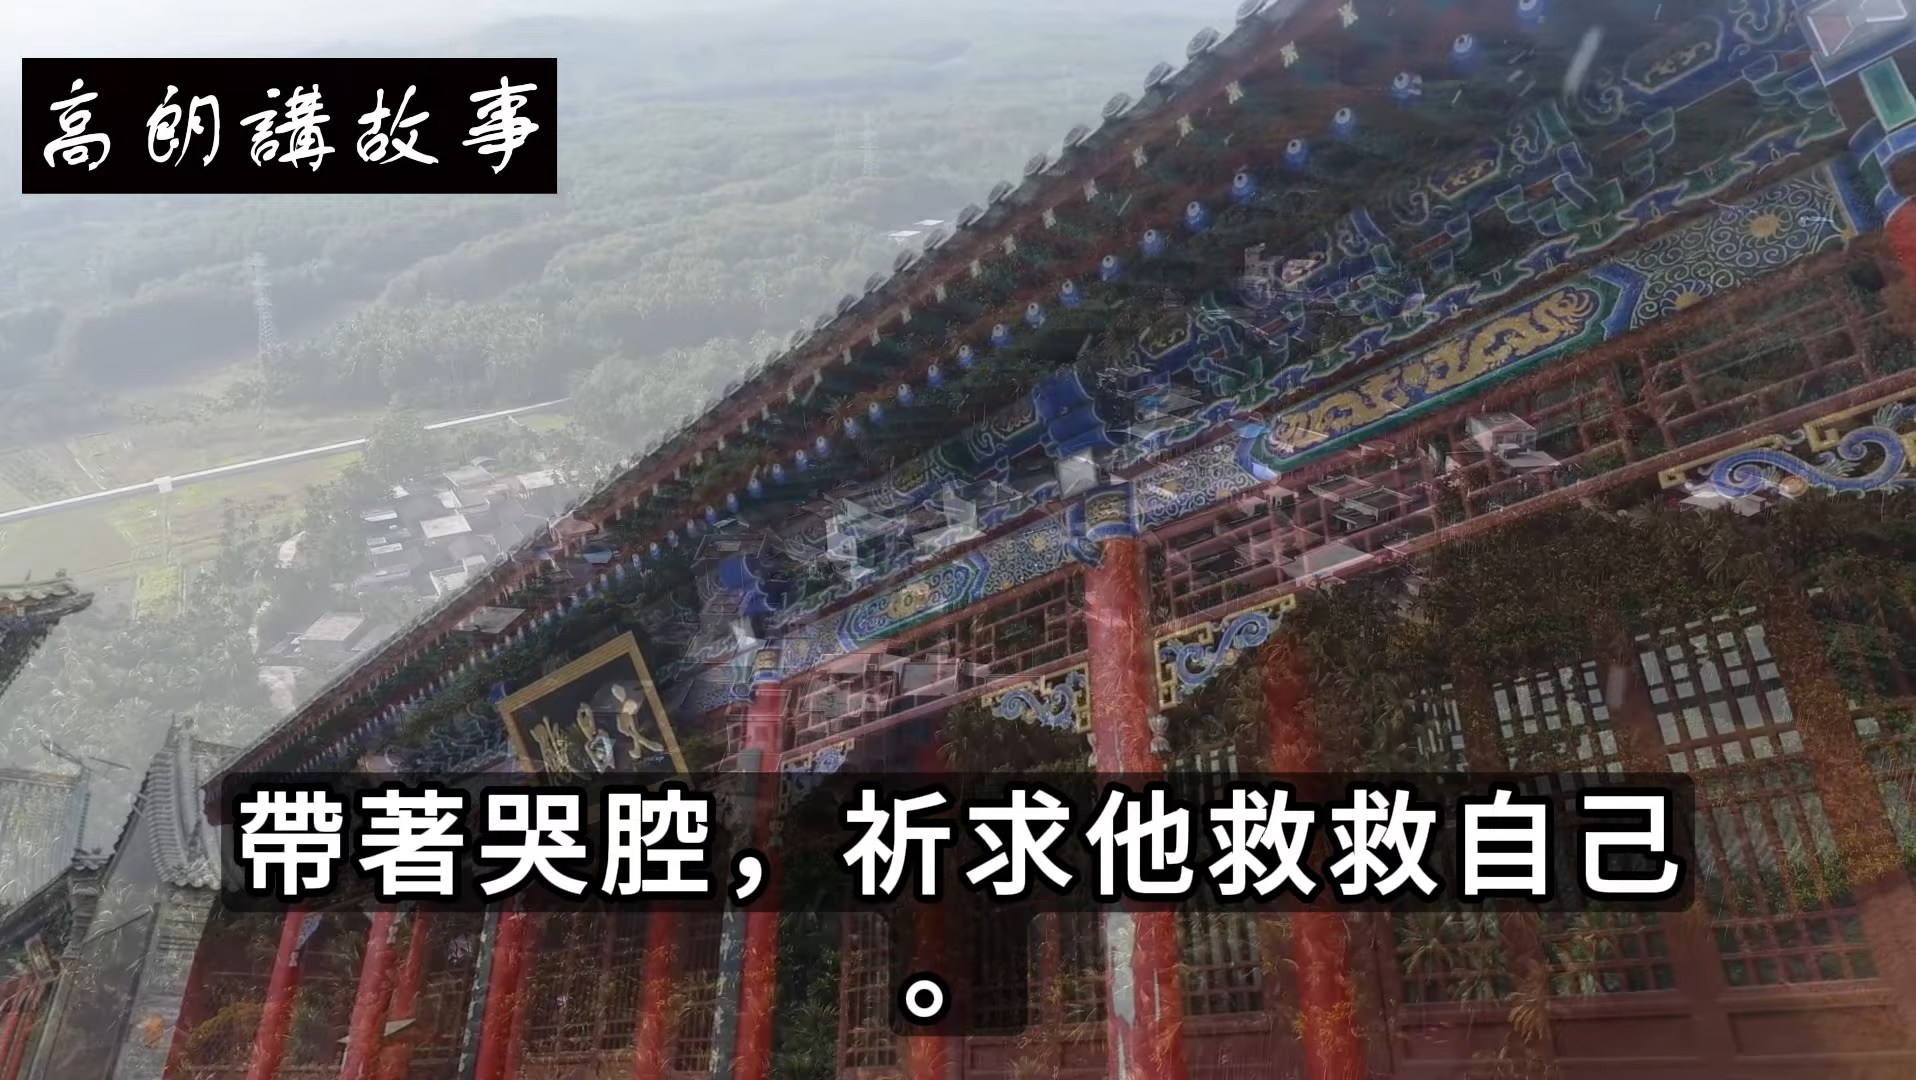 高朗講故事
帶著哭腔，祈求他救救自己
。